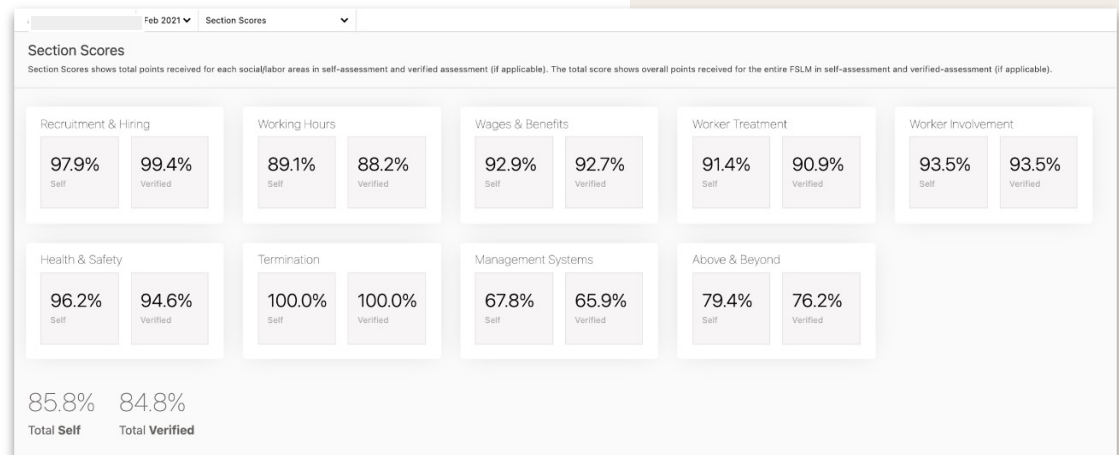 Feb 2021 Section Scores
Section Scores
Section Scores shows total points received for each social/labor areas in self-assessment and verified assessment (if applicable). The total score shows overall points received for the entire FSLM in self-assessment and verified-assessment (if applicable).
Recruitment & Hiring
97.9% 99.4%
Self Verified
Working Hours
89.1% 88.2%
Self Verified
Wages & Benefits
92.9% 92.7%
Self Verified
Worker Treatment
91.4% 90.9%
Self Verified
Worker Involvement
93.5% 93.5%
Self Verified
Health & Safety
96.2% 94.6%
Self Verified
Termination
100.0% 100.0%
Self Verified
Management Systems
67.8% 65.9%
Self Verified
Above & Beyond
79.4% 76.2%
Self Verified
85.8% 84.8%
Total Self Total Verified